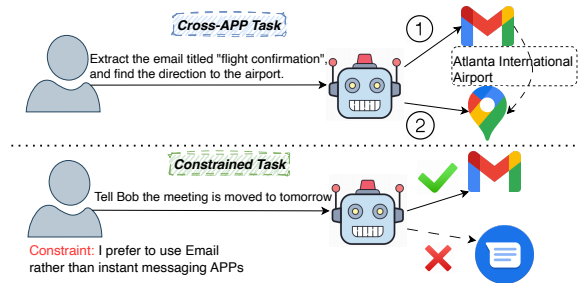 Cross-APP Task
Extract the email titled "flight confirmation",
and find the direction to the airport.
1
Atlanta International
Airport
2
Constrained Task
Tell Bob the meeting is moved to tomorrow
Constraint: I prefer to use Email
rather than instant messaging APPs